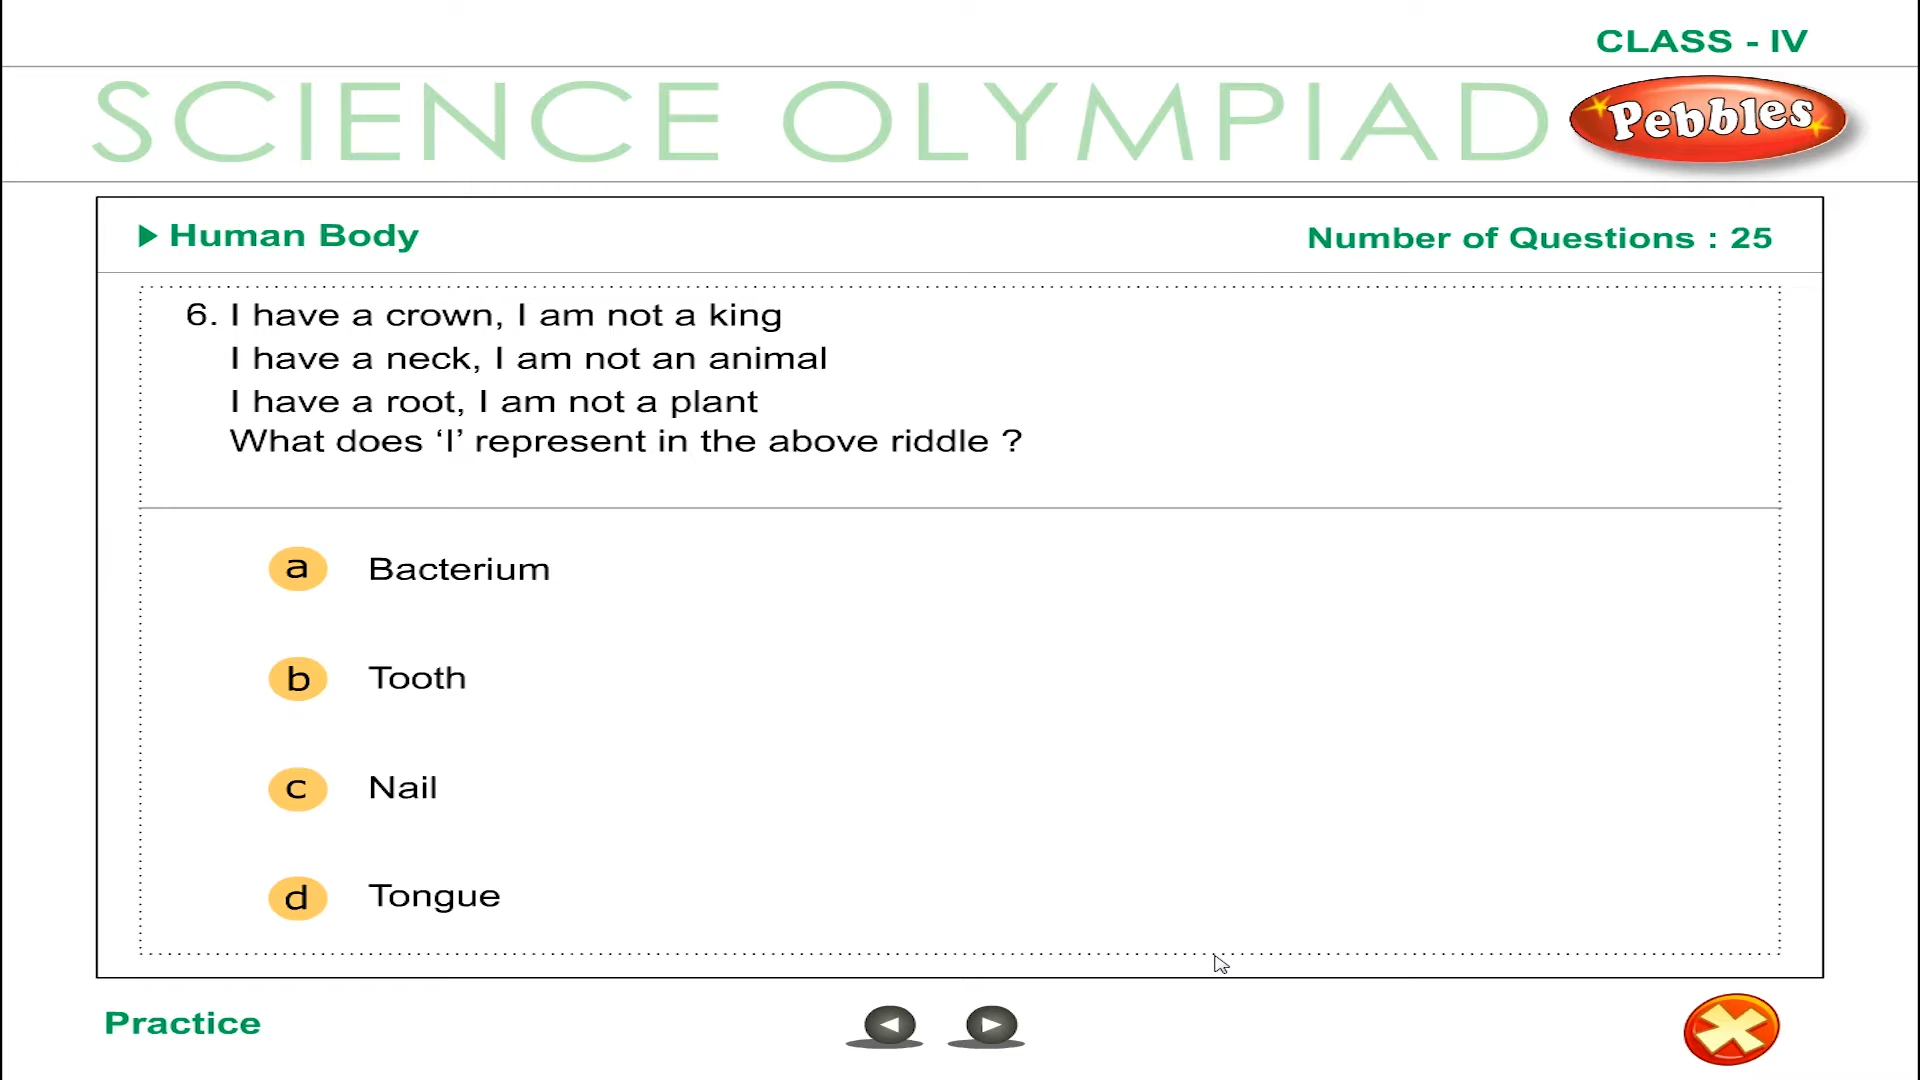 CLASS - IV
SCIENCE OLYMPIAD
Pebbles
Human Body
Number of Questions : 25
6. I have a crown, I am not a king
I have a neck, I am not an animal
I have a root, I am not a plant
What does ‘I’ represent in the above riddle ?
a Bacterium
b Tooth
c Nail
d Tongue
Practice